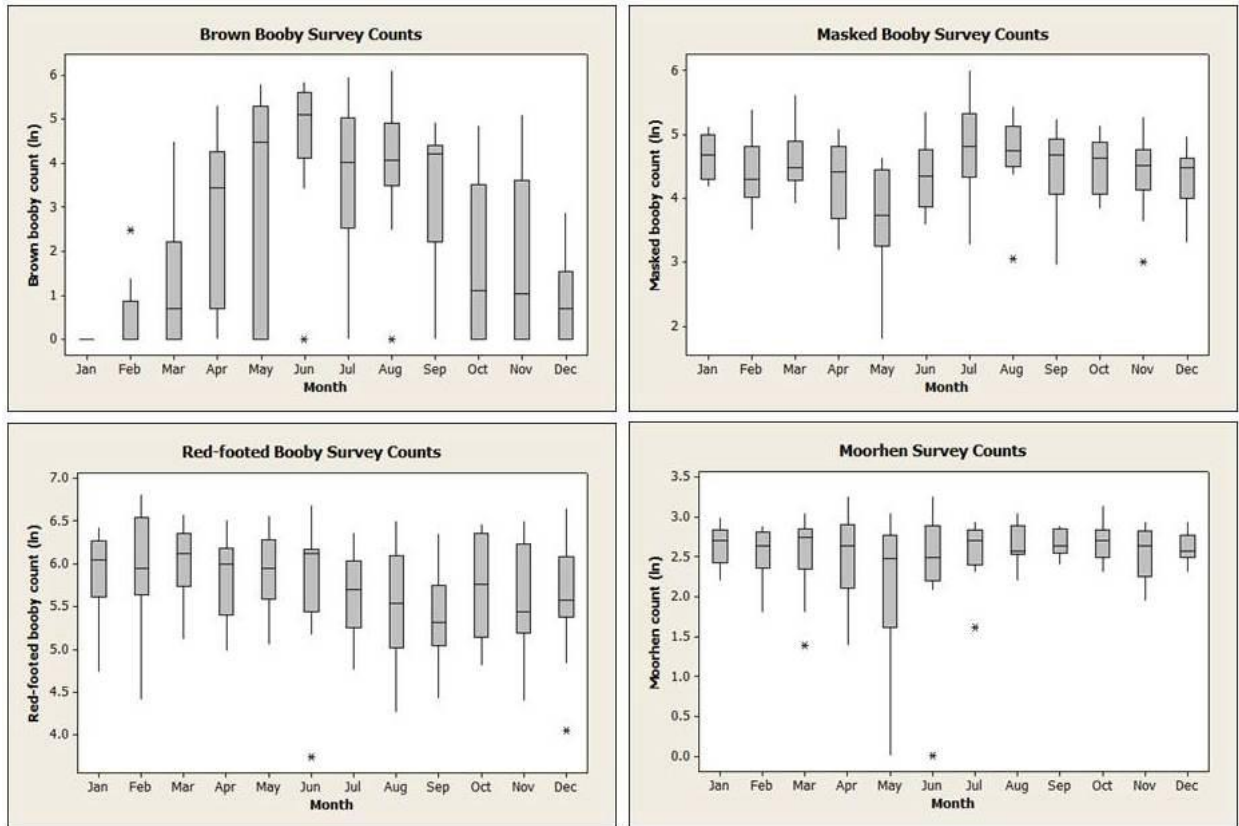 Brown Booby Survey Counts
Brown booby count (ln)
6
5
4
3
2
1
0
Jan Feb Mar Apr May Jun Jul Aug Sep Oct Nov Dec
Month
Masked Booby Survey Counts
Masked booby count (ln)
6
5
4
3
2
Jan Feb Mar Apr May Jun Jul Aug Sep Oct Nov Dec
Month
Red-footed Booby Survey Counts
Red-footed booby count (ln)
7.0
6.5
6.0
5.5
5.0
4.5
4.0
Jan Feb Mar Apr May Jun Jul Aug Sep Oct Nov Dec
Month
Moorhen Survey Counts
Moorhen count (ln)
3.5
3.0
2.5
2.0
1.5
1.0
0.5
0.0
Jan Feb Mar Apr May Jun Jul Aug Sep Oct Nov Dec
Month